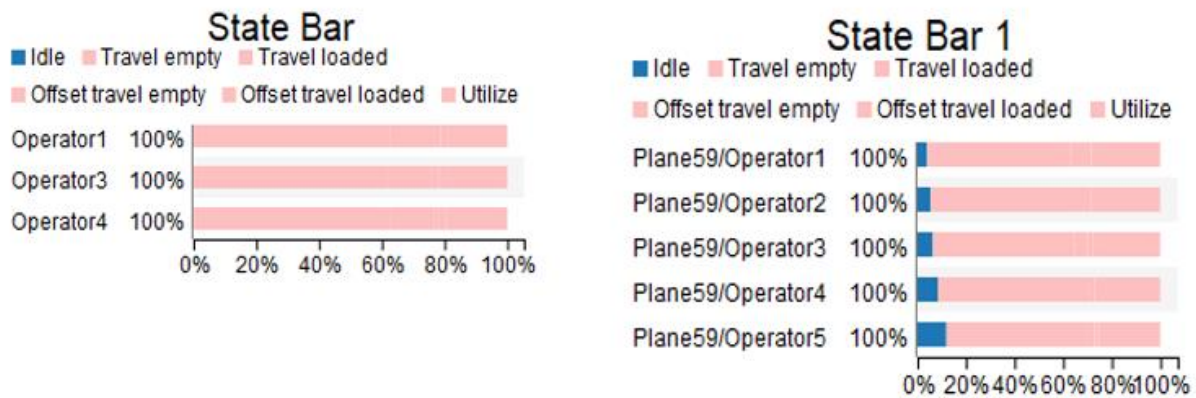 State Bar
Idle Travel empty Travel loaded
Offset travel empty Offset travel loaded Utilize
Operator1 100%
Operator3 100%
Operator4 100%
0% 20% 40% 60% 80% 100%
State Bar 1
Idle Travel empty Travel loaded
Offset travel empty Offset travel loaded Utilize
Plane59/Operator1 100%
Plane59/Operator2 100%
Plane59/Operator3 100%
Plane59/Operator4 100%
Plane59/Operator5 100%
0% 20% 40% 60% 80% 100%